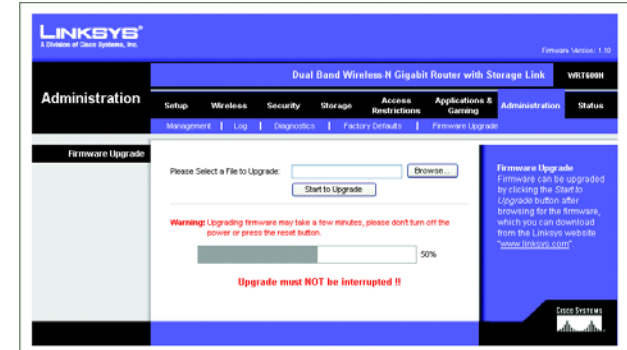 LINKSYS®
A Division of Cisco Systems, Inc.
Firmware Version: 1.10
Dual Band Wireless-N Gigabit Router with Storage Link
WRT600N
Administration
Setup
Wireless
Security
Storage
Access Restrictions
Applications & Gaming
Administration
Status
Management | Log | Diagnostics | Factory Defaults | Firmware Upgrade
Firmware Upgrade
Please Select a File to Upgrade:
Browse...
Start to Upgrade
Warning: Upgrading firmware may take a few minutes, please don't turn off the
power or press the reset button.
50%
Upgrade must NOT be interrupted !!
Firmware Upgrade
Firmware can be upgraded
by clicking the Start to
Upgrade button after
browsing for the firmware,
which you can download
from the Linksys website
"www.linksys.com".
CISCO SYSTEMS